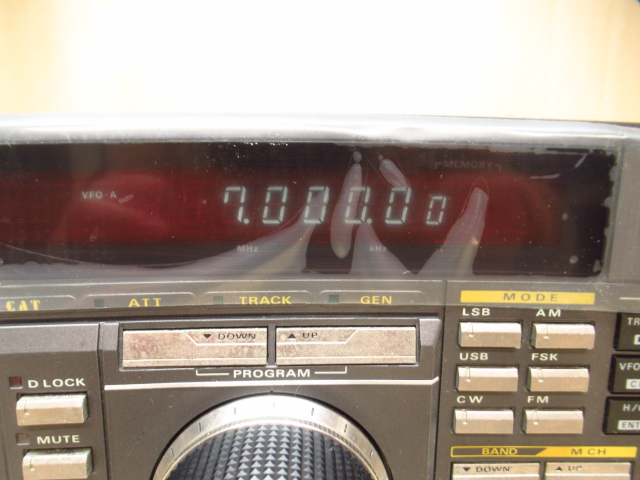 MEMORY
VFO-A 7.000.00
MHz kHz
CAT ATT TRACK GEN MODE
LSB AM
DOWN UP
USB FSK
PROGRAM
D LOCK
CW FM
MUTE
BAND M CH
DOWN UP